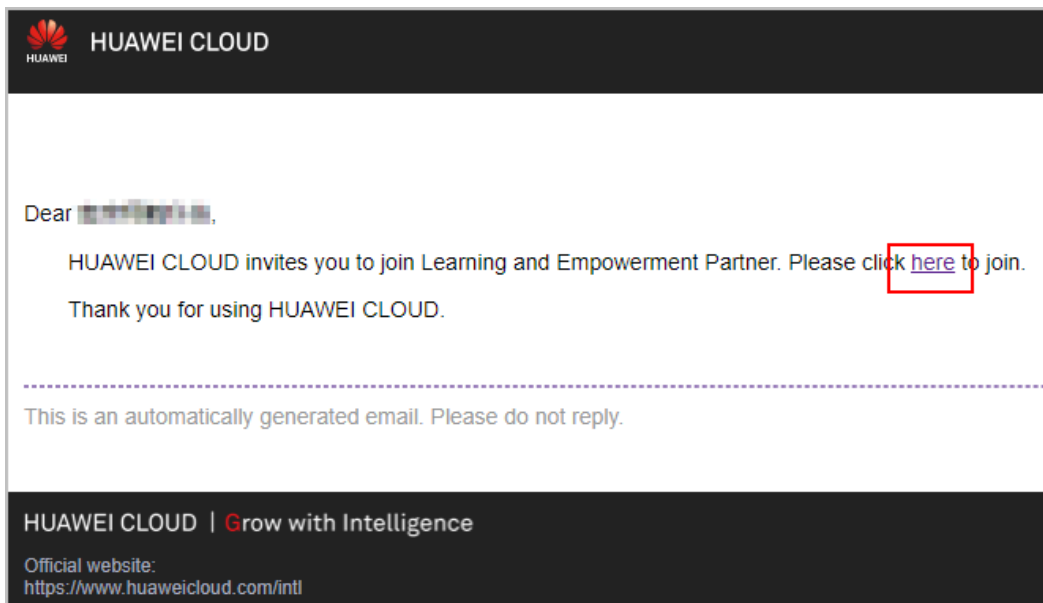 HUAWEI
HUAWEI CLOUD
Dear ,
HUAWEI CLOUD invites you to join Learning and Empowerment Partner. Please click here to join.
Thank you for using HUAWEI CLOUD.
This is an automatically generated email. Please do not reply.
HUAWEI CLOUD | Grow with Intelligence
Official website:
https://www.huaweicloud.com/intl